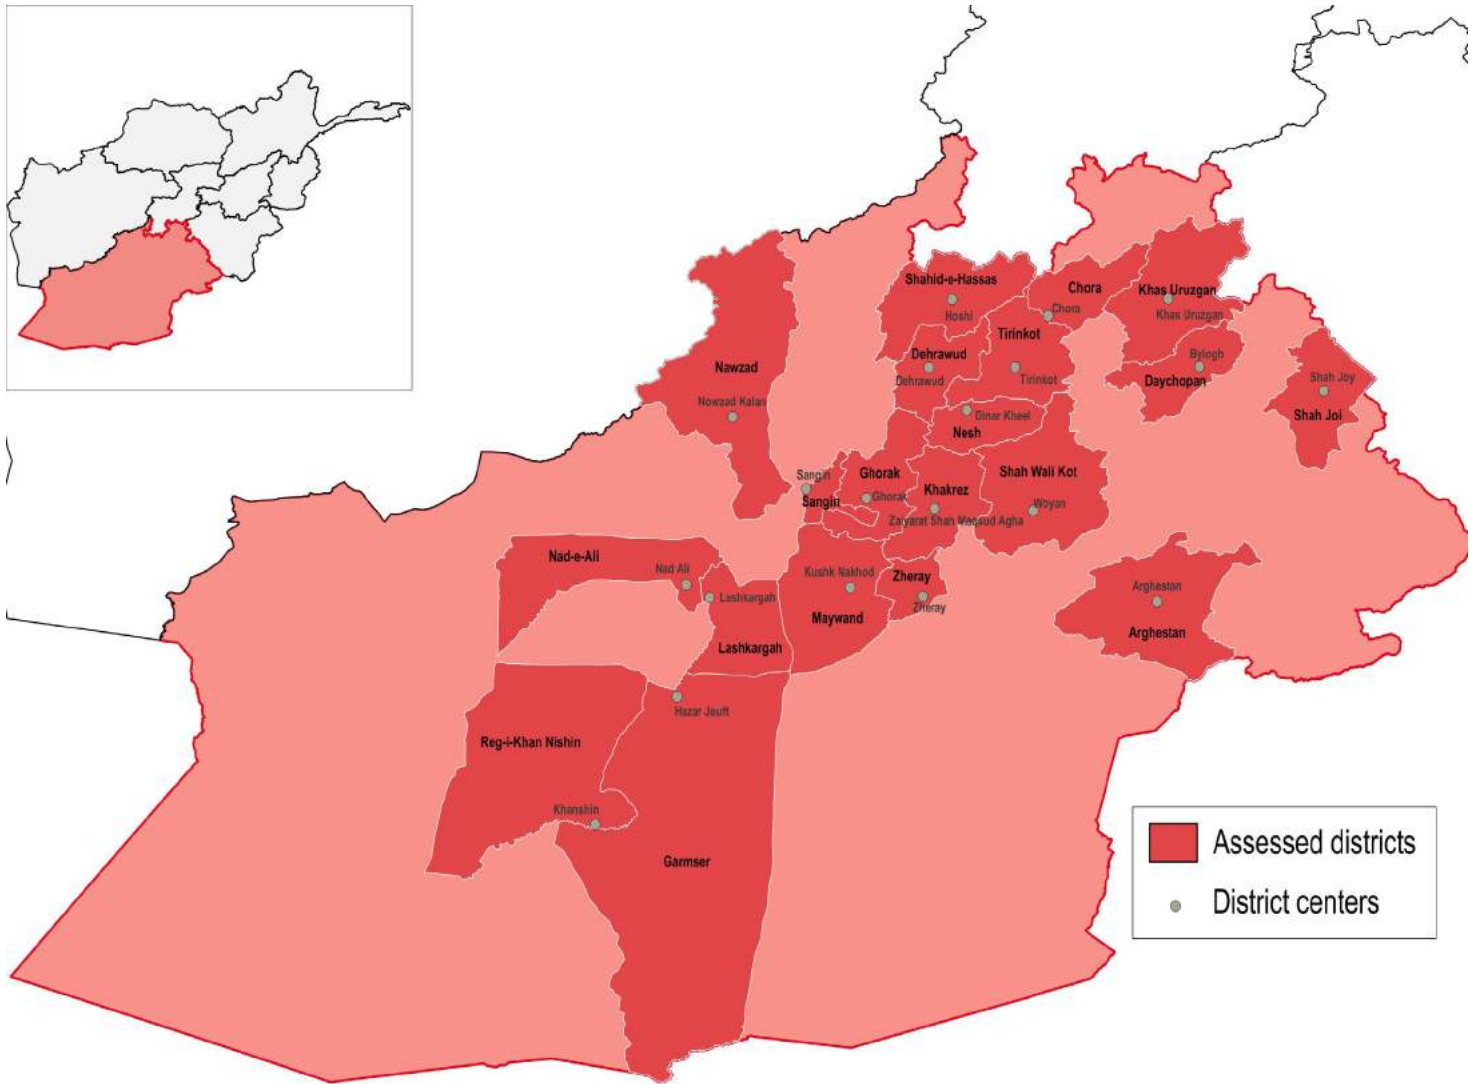 Shahid-e-Hassas
Hoshi
Chora
Chora
Khas Uruzgan
Khas Uruzgan
Tirinkot
Tirinkot
Dehrawud
Dehrawud
Bylogh
Daychopan
Shah Joy
Shah Joi
Nawzad
Nowzad Kalan
Dinar Kheel
Nesh
Sangin
Sangin
Ghorak
Ghorak
Khakrez
Zaiyarat Shah Maqsud Agha
Shah Wali Kot
Woyan
Nad-e-Ali
Nad Ali
Lashkargah
Lashkargah
Kushk Nakhod
Maywand
Zheray
Zheray
Arghestan
Arghestan
Hazar Jouft
Reg-i-Khan Nishin
Khanshin
Garmser
Assessed districts
District centers